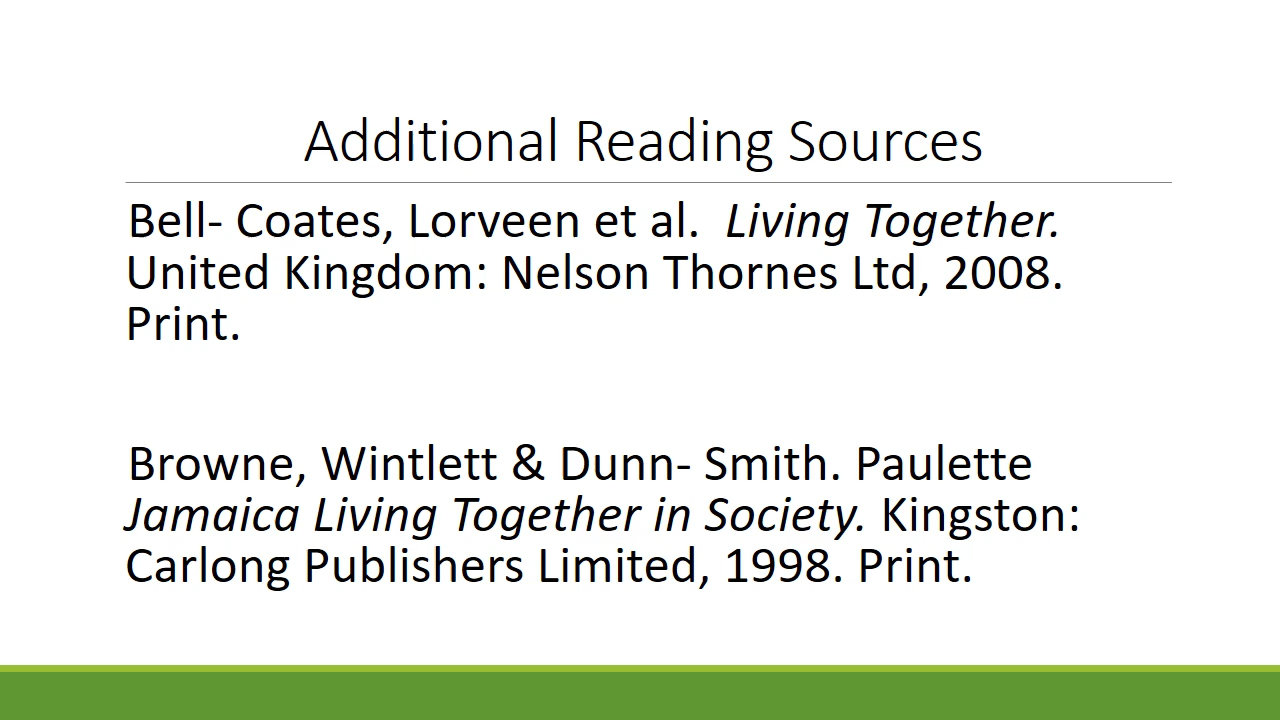 Additional Reading Sources
Bell- Coates, Lorveen et al.  Living Together.
United Kingdom: Nelson Thornes Ltd, 2008.
Print.
Browne, Wintlett & Dunn- Smith. Paulette
Jamaica Living Together in Society. Kingston:
Carlong Publishers Limited, 1998. Print.